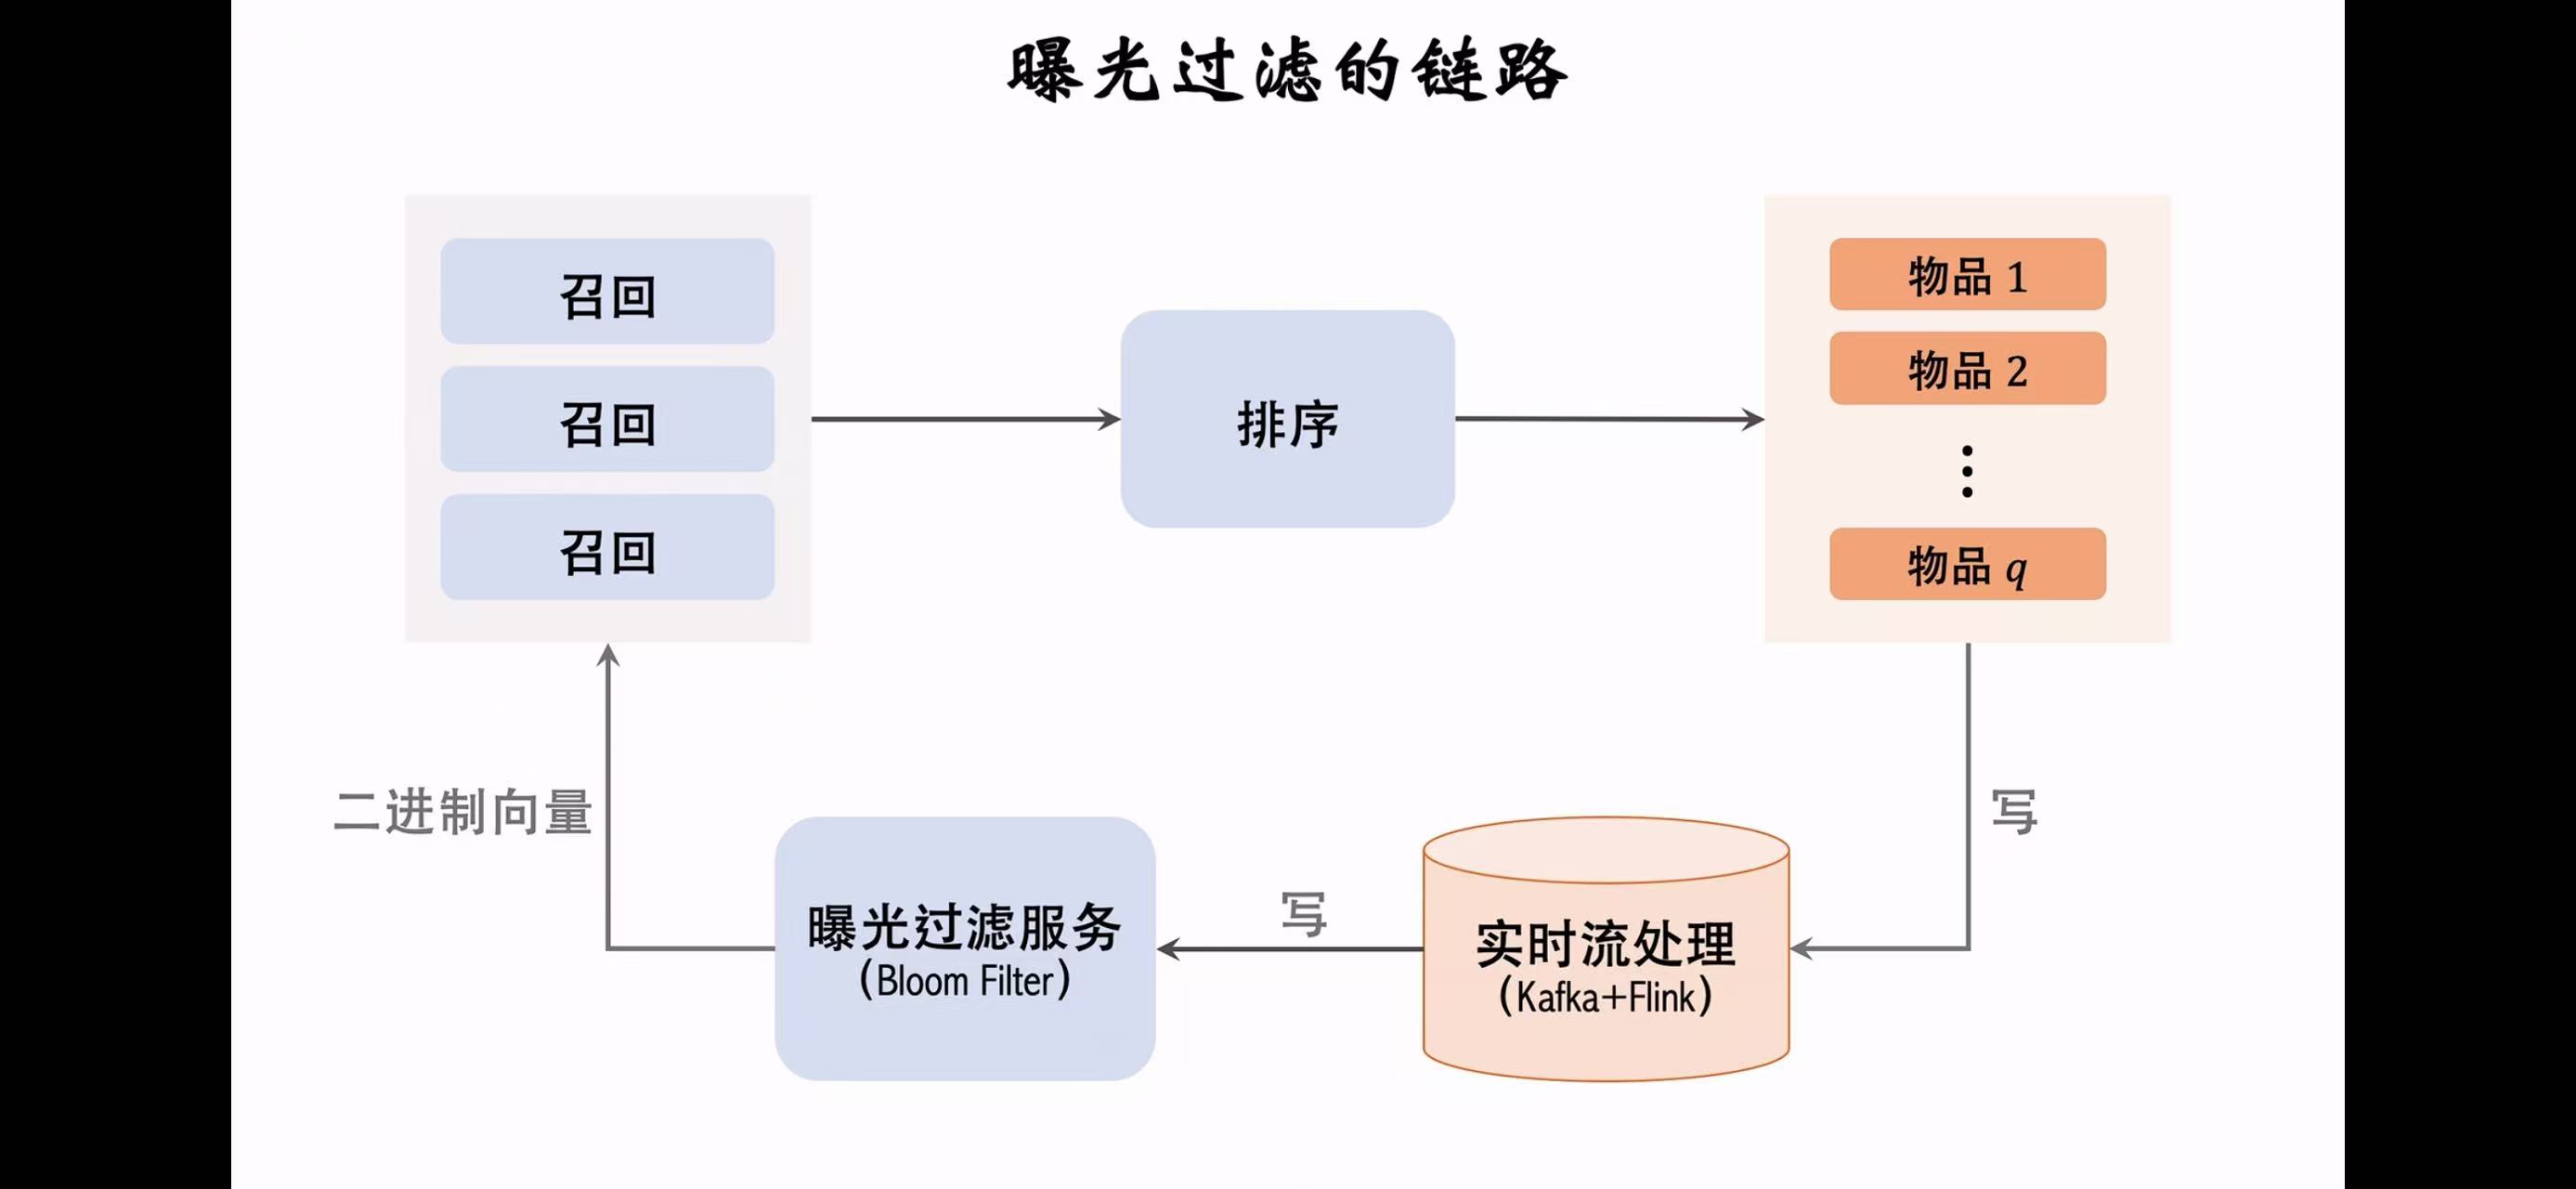 曝光过滤的链路
召回
召回
召回
排序
物品 1
物品 2
⋮
物品 q
二进制向量
曝光过滤服务
(Bloom Filter)
写
实时流处理
(Kafka+Flink)
写